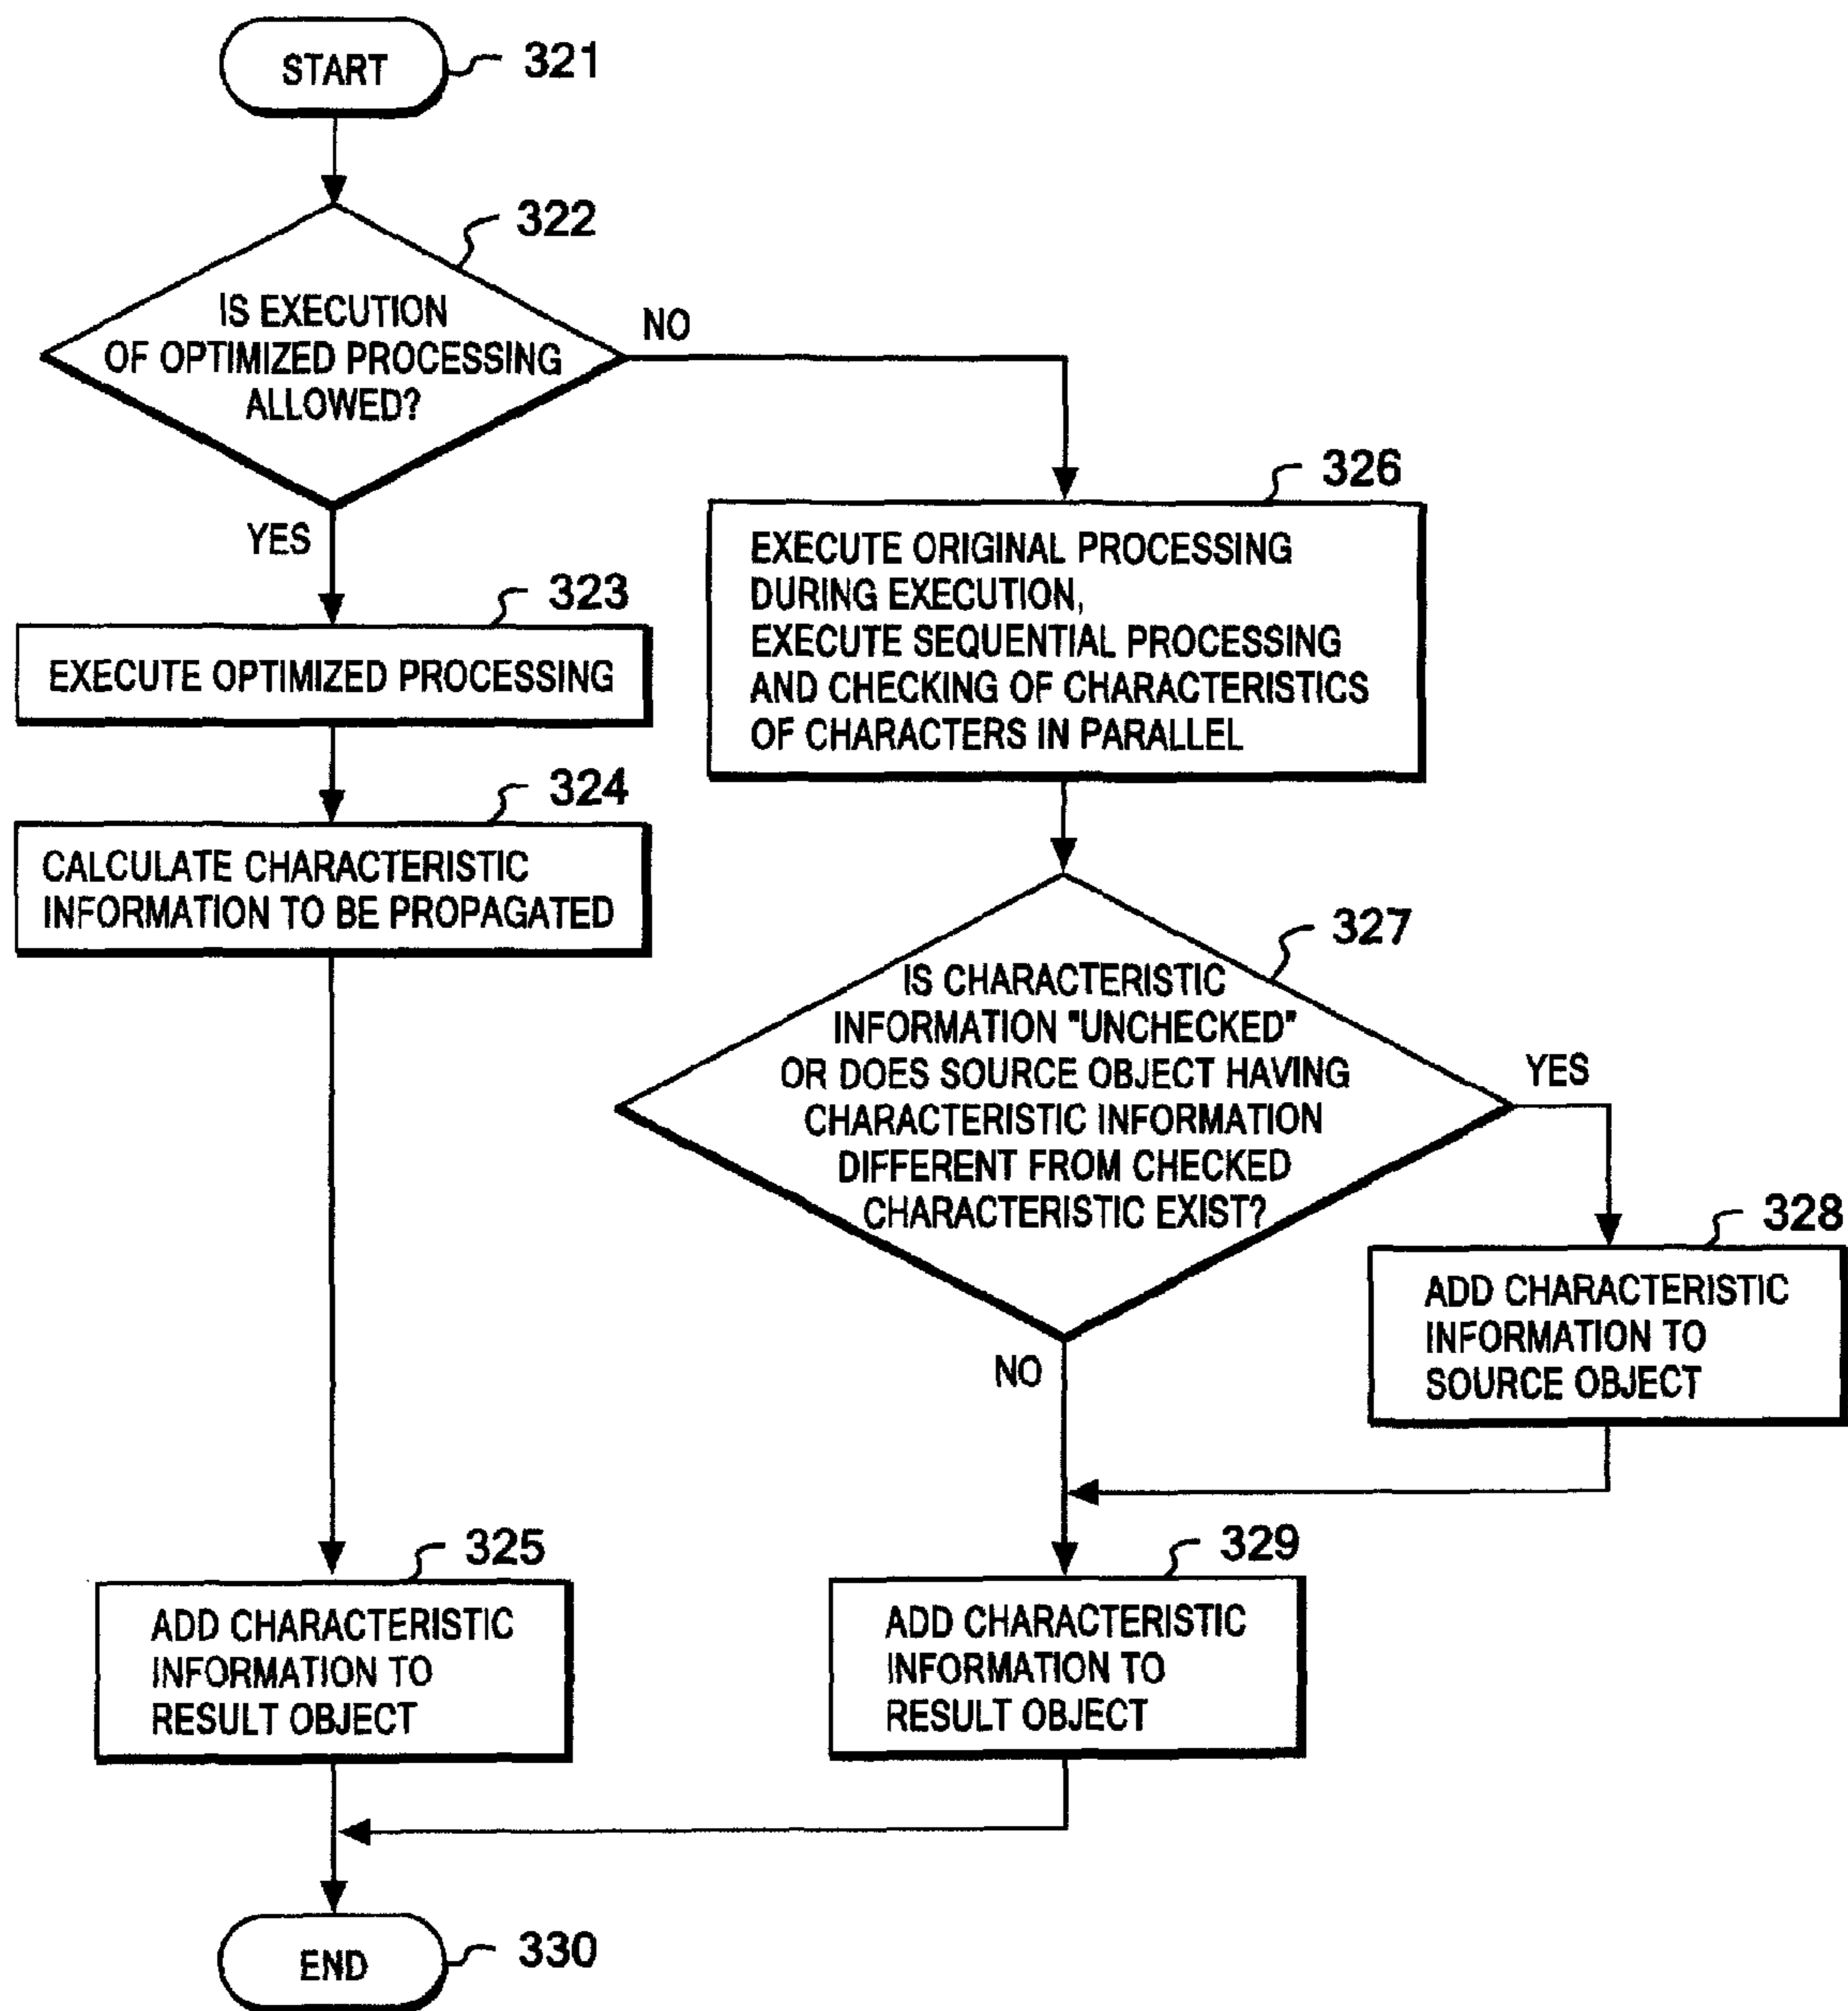 START
321
322
IS EXECUTION
OF OPTIMIZED PROCESSING
ALLOWED?
NO
YES
323
EXECUTE OPTIMIZED PROCESSING
324
CALCULATE CHARACTERISTIC
INFORMATION TO BE PROPAGATED
326
EXECUTE ORIGINAL PROCESSING
DURING EXECUTION,
EXECUTE SEQUENTIAL PROCESSING
AND CHECKING OF CHARACTERISTICS
OF CHARACTERS IN PARALLEL
327
IS CHARACTERISTIC
INFORMATION "UNCHECKED"
OR DOES SOURCE OBJECT HAVING
CHARACTERISTIC INFORMATION
DIFFERENT FROM CHECKED
CHARACTERISTIC EXIST?
YES
NO
328
ADD CHARACTERISTIC
INFORMATION TO
SOURCE OBJECT
325
ADD CHARACTERISTIC
INFORMATION TO
RESULT OBJECT
329
ADD CHARACTERISTIC
INFORMATION TO
RESULT OBJECT
END
330